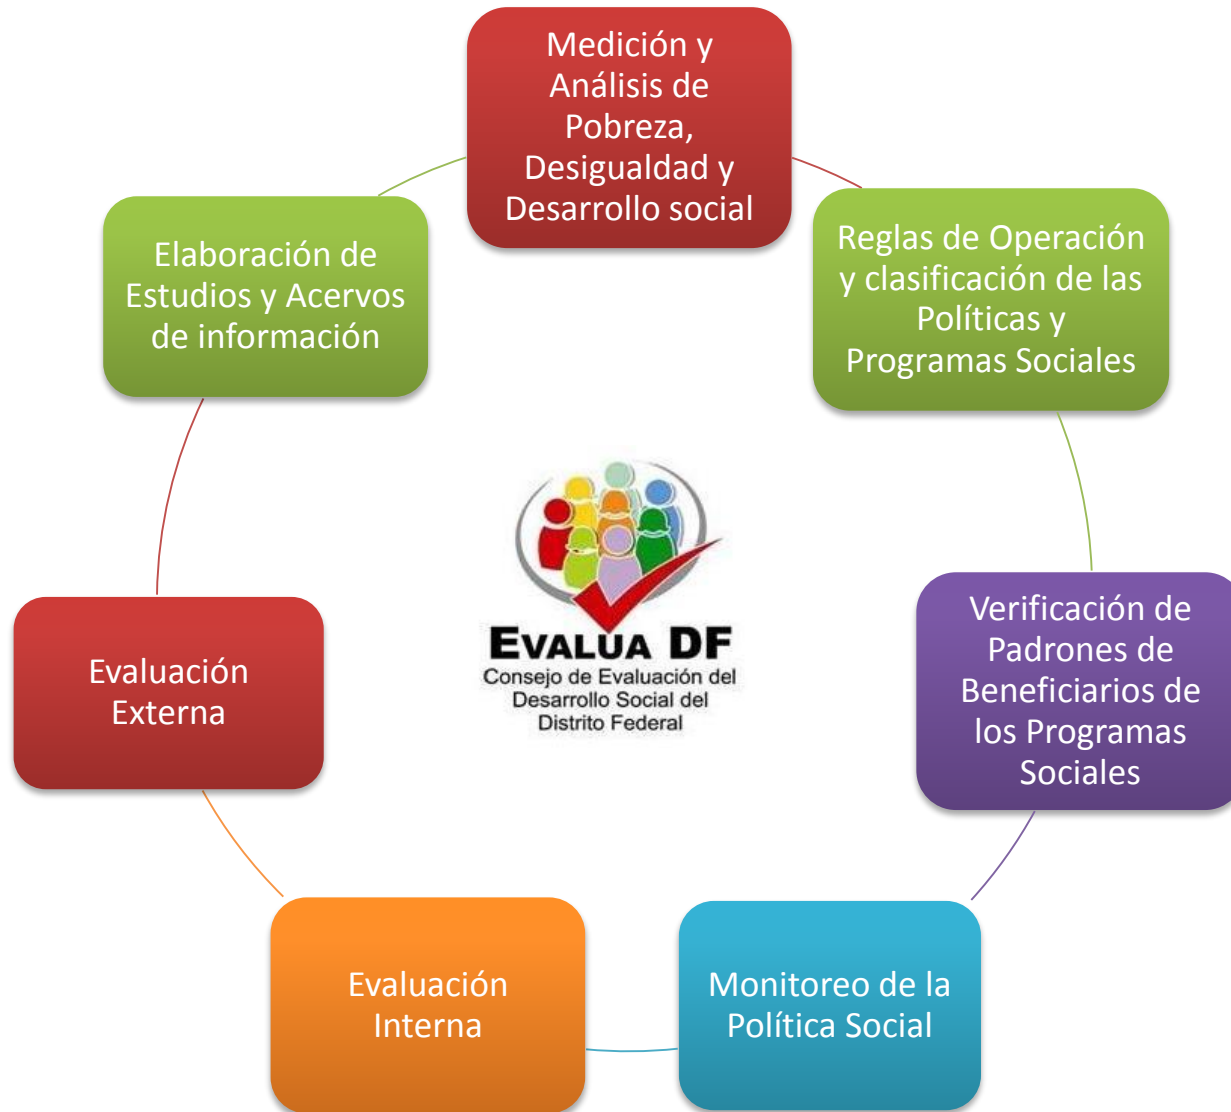 Medición y
Análisis de
Pobreza,
Desigualdad y
Desarrollo social
Reglas de Operación
y clasificación de las
Políticas y
Programas Sociales
Verificación de
Padrones de
Beneficiarios de
los Programas
Sociales
Monitoreo de la
Política Social
Evaluación
Interna
Evaluación
Externa
Elaboración de
Estudios y Acervos
de información
EVALUA DF
Consejo de Evaluación del
Desarrollo Social del
Distrito Federal